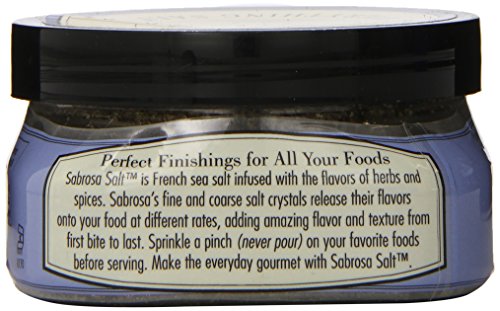 Perfect Finishings for All Your Foods
Sabrosa Salt™ is French sea salt infused with the flavors of herbs and
spices. Sabrosa's fine and coarse salt crystals release their flavors
onto your food at different rates, adding amazing flavor and texture from
first bite to last. Sprinkle a pinch (never pour) on your favorite foods
before serving. Make the everyday gourmet with Sabrosa Salt™.